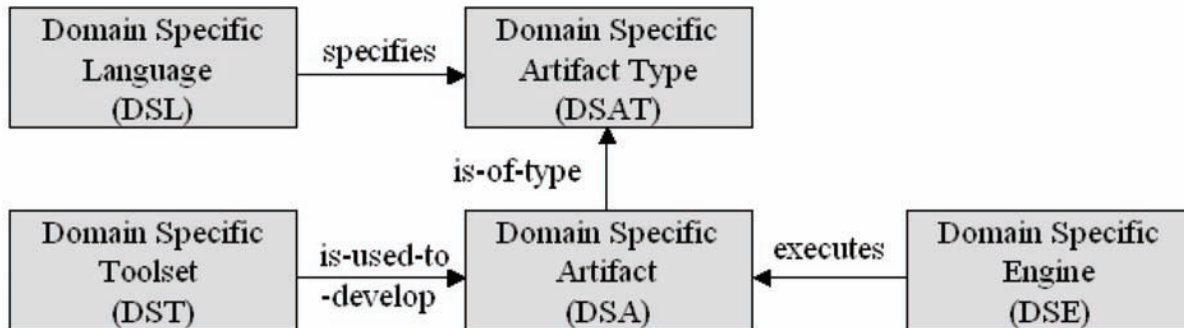 Domain Specific
Language
(DSL)
specifies
Domain Specific
Artifact Type
(DSAT)
is-of-type
Domain Specific
Toolset
(DST)
is-used-to
-develop
Domain Specific
Artifact
(DSA)
executes
Domain Specific
Engine
(DSE)